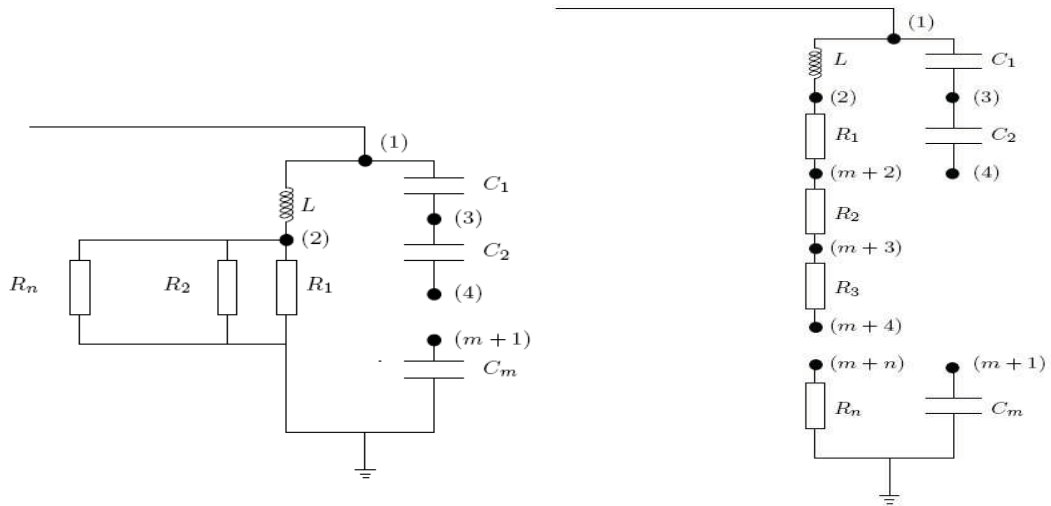 (1)
L
C₁
(3)
(2)
C₂
Rₙ
R₂
R₁
(4)
(m + 1)
Cₘ
(1)
L
C₁
(2)
(3)
R₁
C₂
(m + 2)
(4)
R₂
(m + 3)
R₃
(m + 4)
(m + n)
(m + 1)
Rₙ
Cₘ